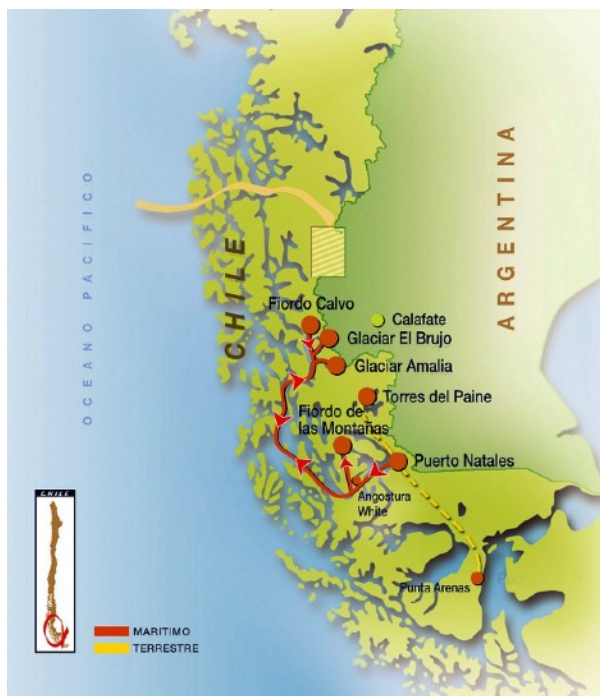 OCEANO PACIFICO
CHILE
ARGENTINA
Fiordo Calvo
Calafate
Glaciar El Brujo
Glaciar Amalia
Torres del Paine
Fiordo de
las Montañas
Puerto Natales
Angostura
White
Punta Arenas
CHILE
MARITIMO
TERRESTRE